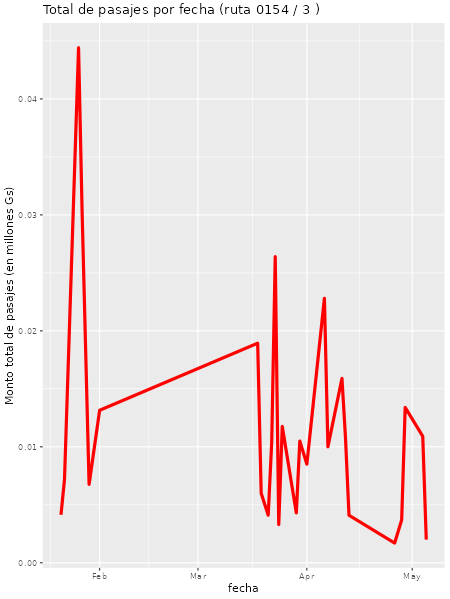 Total de pasajes por fecha (ruta 0154 / 3 )
Monto total de pasajes (en millones Gs)
0.04
0.03
0.02
0.01
0.00
Feb Mar Apr May
fecha